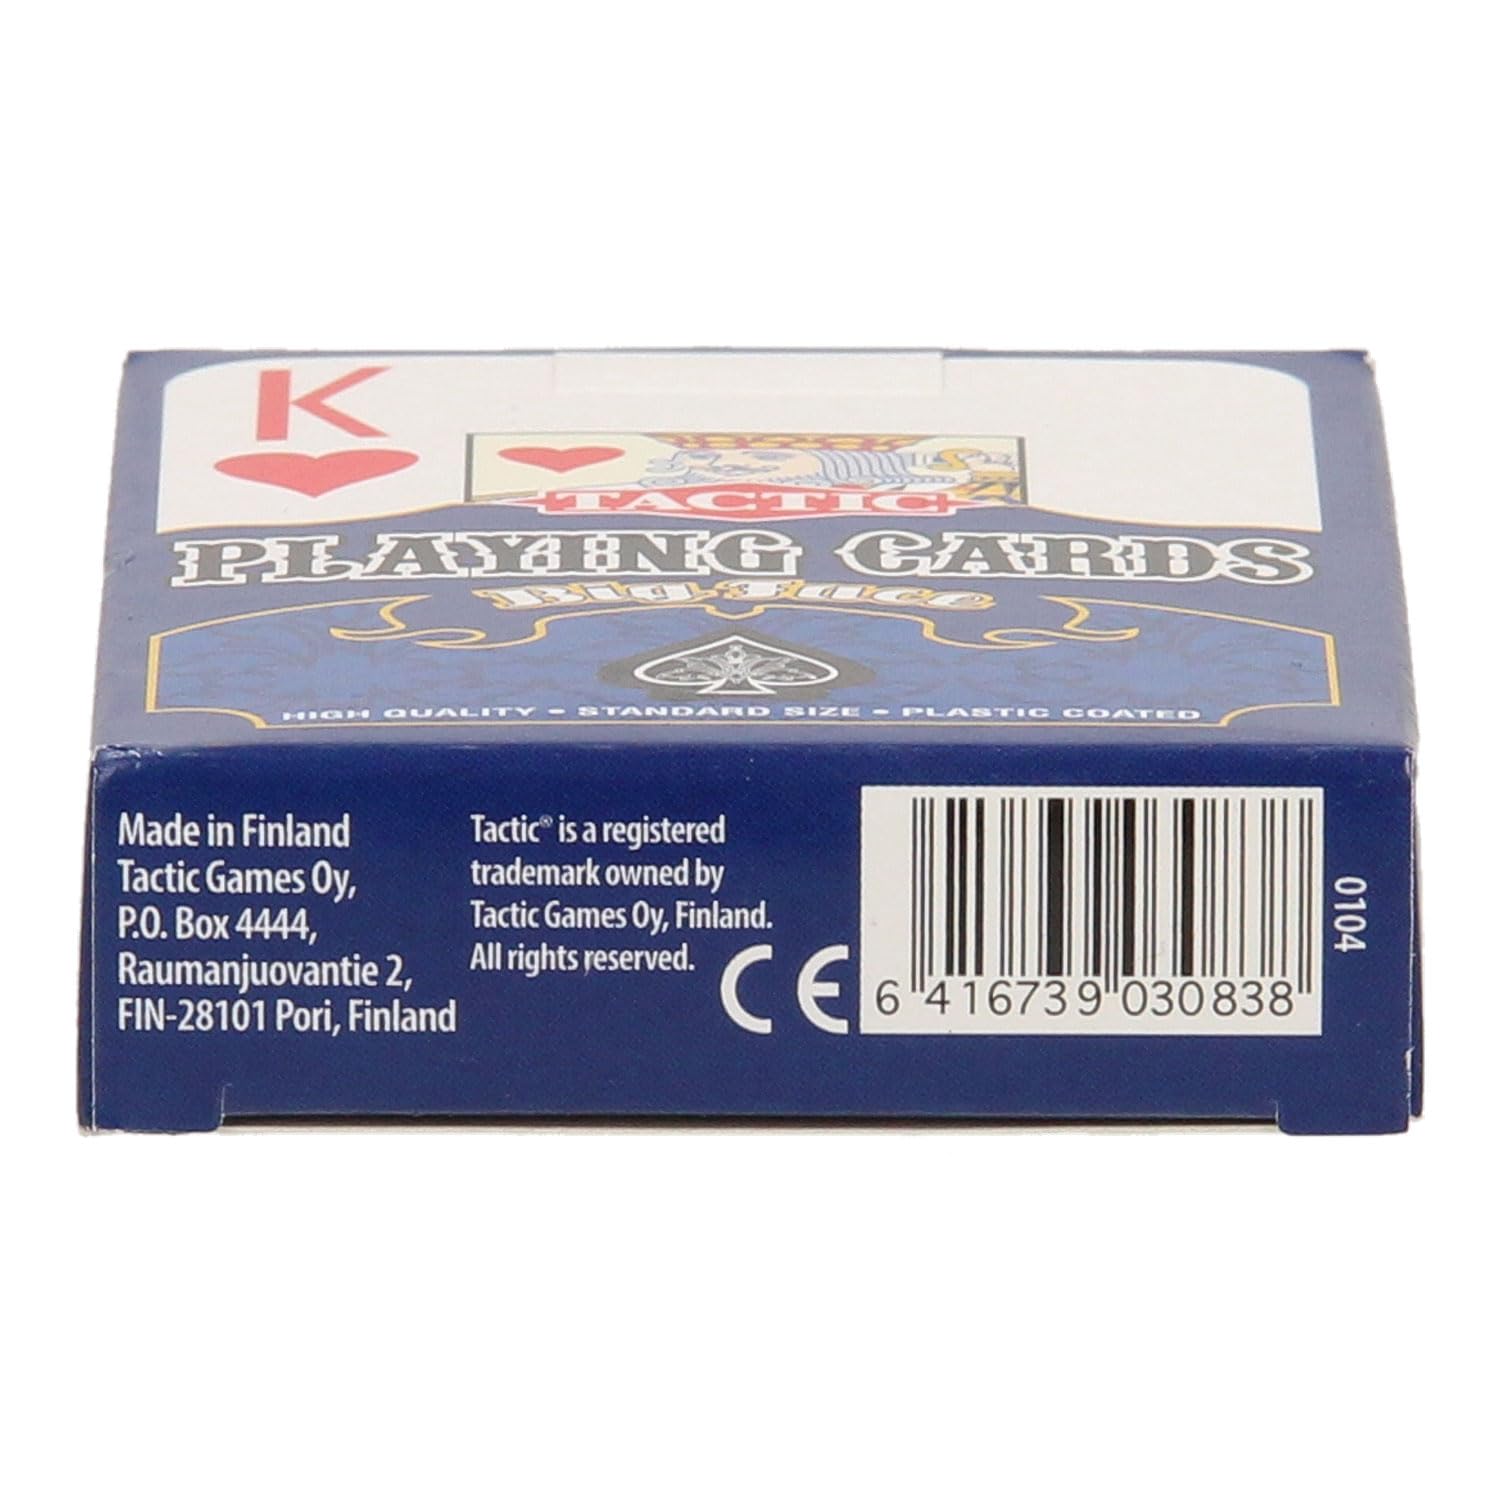 K
TACTIC
PLAYING CARDS
Big Face
HIGH QUALITY • STANDARD SIZE • PLASTIC COATED
Made in Finland
Tactic Games Oy,
P.O. Box 4444,
Raumanjuovantie 2,
FIN-28101 Pori, Finland
Tactic® is a registered
trademark owned by
Tactic Games Oy, Finland.
All rights reserved.
CE
6 416739 030838
0104